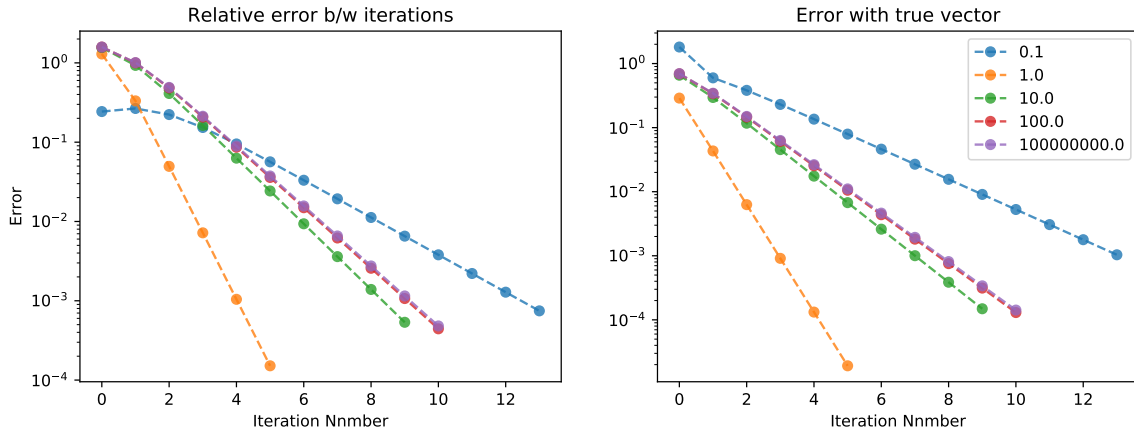 Relative error b/w iterations
Error
10^0
10^-1
10^-2
10^-3
10^-4
0 2 4 6 8 10 12
Iteration Nnmber
Error with true vector
10^0
10^-1
10^-2
10^-3
10^-4
0 2 4 6 8 10 12
Iteration Nnmber
0.1
1.0
10.0
100.0
100000000.0